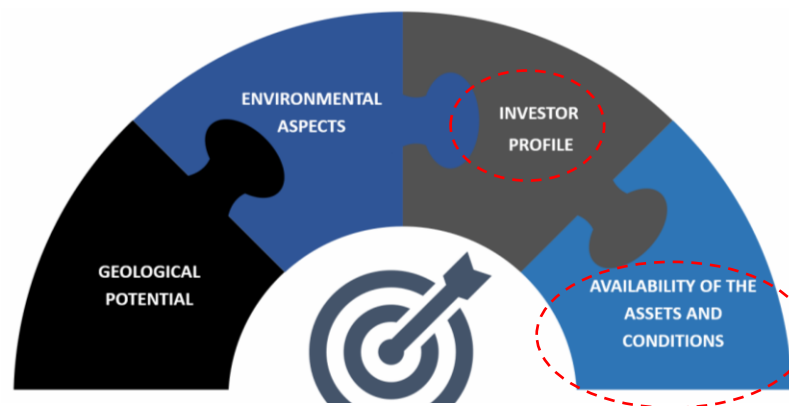 GEOLOGICAL
POTENTIAL
ENVIRONMENTAL
ASPECTS
INVESTOR
PROFILE
AVAILABILITY OF THE
ASSETS AND
CONDITIONS